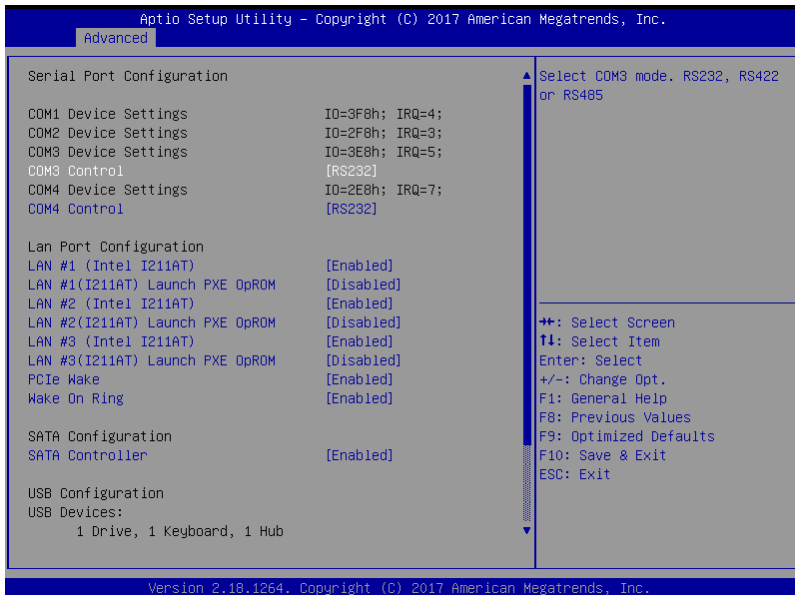 Aptio Setup Utility – Copyright (C) 2017 American Megatrends, Inc.
Advanced
Serial Port Configuration
COM1 Device Settings IO=3F8h; IRQ=4;
COM2 Device Settings IO=2F8h; IRQ=3;
COM3 Device Settings IO=3E8h; IRQ=5;
COM3 Control [RS232]
COM4 Device Settings IO=2E8h; IRQ=7;
COM4 Control [RS232]
Lan Port Configuration
LAN #1 (Intel I211AT) [Enabled]
LAN #1(I211AT) Launch PXE OpROM [Disabled]
LAN #2 (Intel I211AT) [Enabled]
LAN #2(I211AT) Launch PXE OpROM [Disabled]
LAN #3 (Intel I211AT) [Enabled]
LAN #3(I211AT) Launch PXE OpROM [Disabled]
PCIe Wake [Enabled]
Wake On Ring [Enabled]
SATA Configuration
SATA Controller [Enabled]
USB Configuration
USB Devices:
1 Drive, 1 Keyboard, 1 Hub
Select COM3 mode. RS232, RS422
or RS485
→←: Select Screen
↑↓: Select Item
Enter: Select
+/-: Change Opt.
F1: General Help
F8: Previous Values
F9: Optimized Defaults
F10: Save & Exit
ESC: Exit
Version 2.18.1264. Copyright (C) 2017 American Megatrends, Inc.